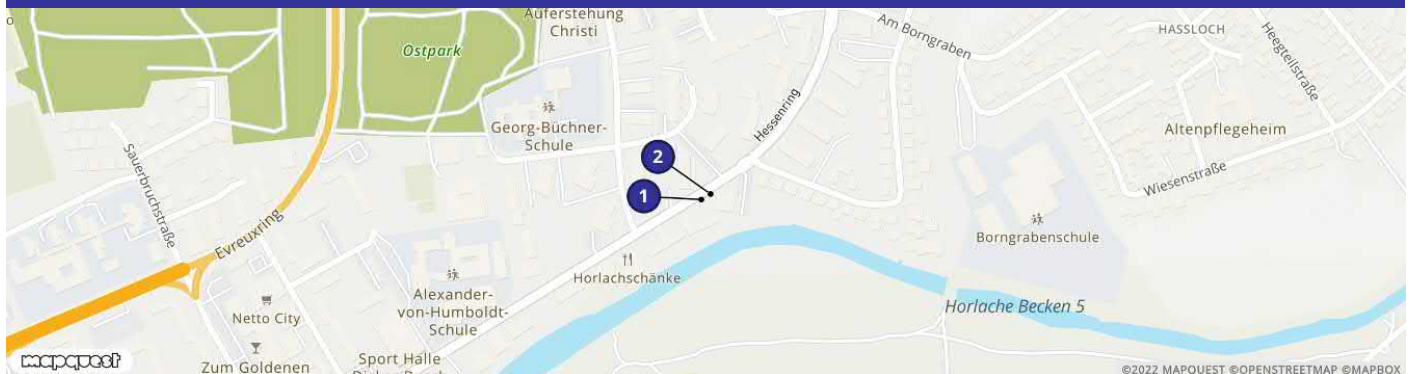 Auferstehung
Christi
Ostpark
Am Borngraben
HASSLOCH
Heegteilstraße
Georg-Büchner-
Schule
Hessenring
Altenpflegeheim
2
1
Sauerbruchstraße
Wiesenstraße
Evreuxring
Borngrabenschule
Horlachschänke
Alexander-
von-Humboldt-
Schule
Horlache Becken 5
Netto City
Sport Halle
Zum Goldenen
mapquest
©2022 MAPQUEST ©OPENSTREETMAP ©MAPBOX